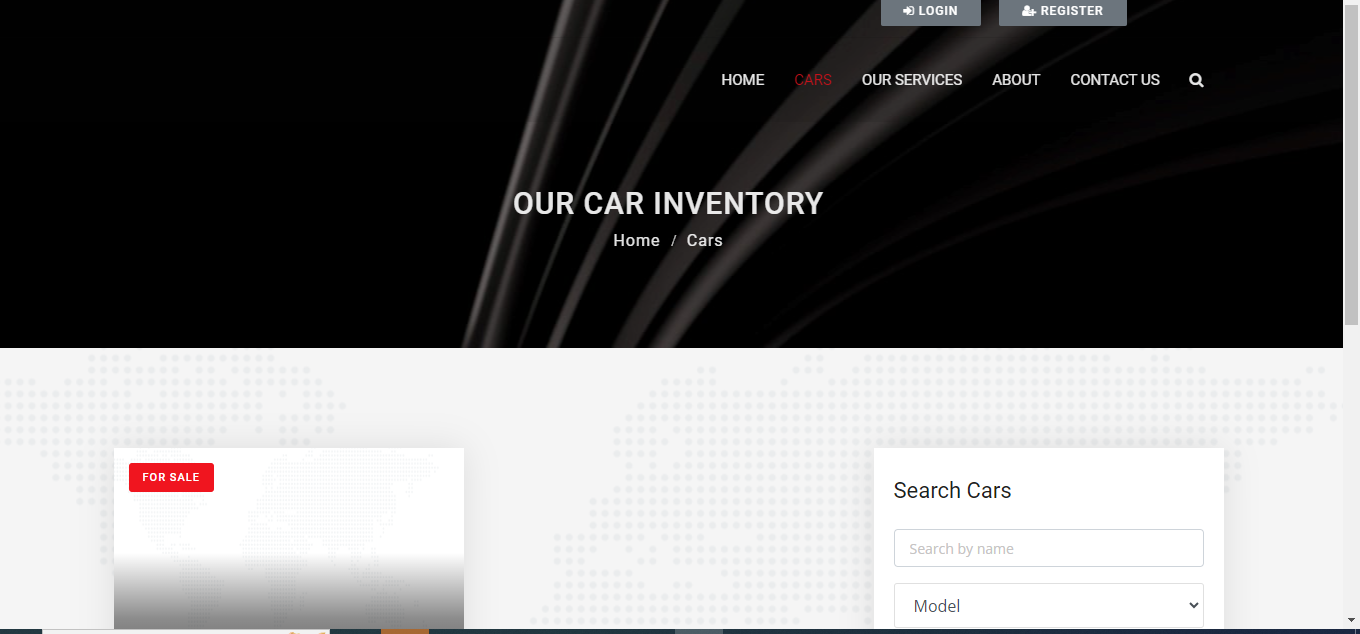 LOGIN REGISTER
HOME CARS OUR SERVICES ABOUT CONTACT US
OUR CAR INVENTORY
Home / Cars
FOR SALE
Search Cars
Search by name
Model